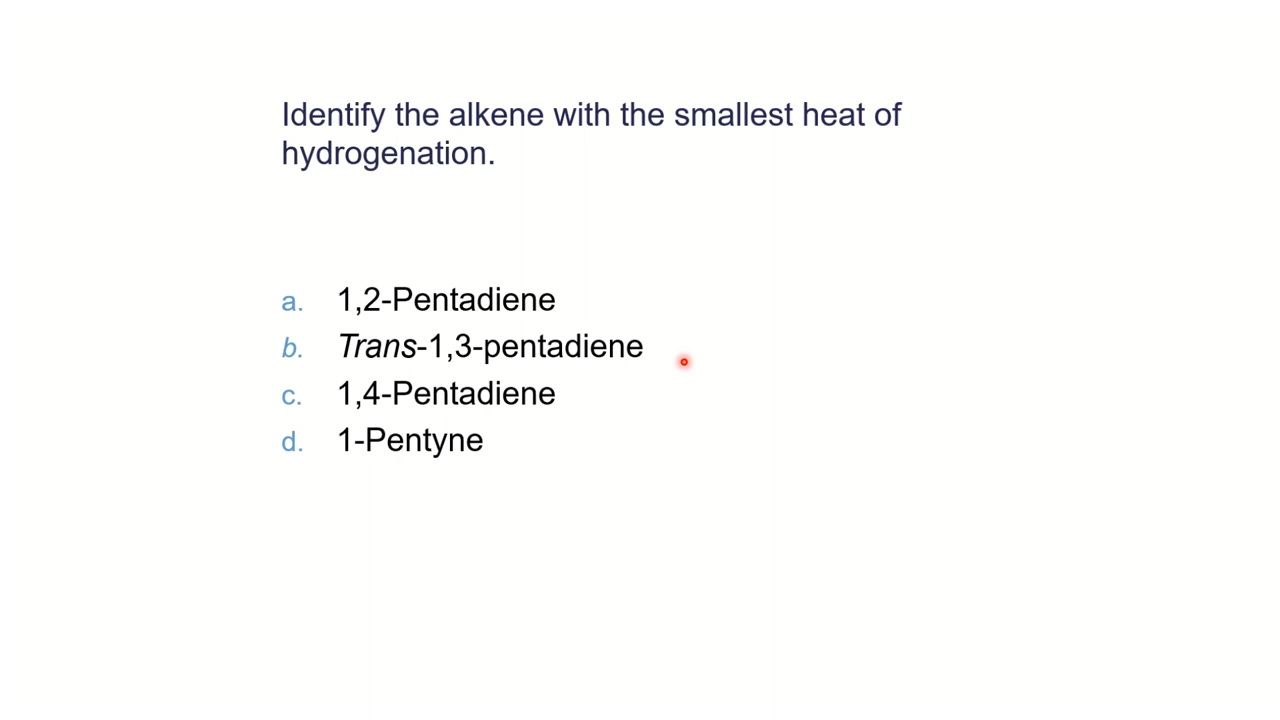 Identify the alkene with the smallest heat of
hydrogenation.
a. 1,2-Pentadiene
b. Trans-1,3-pentadiene
c. 1,4-Pentadiene
d. 1-Pentyne